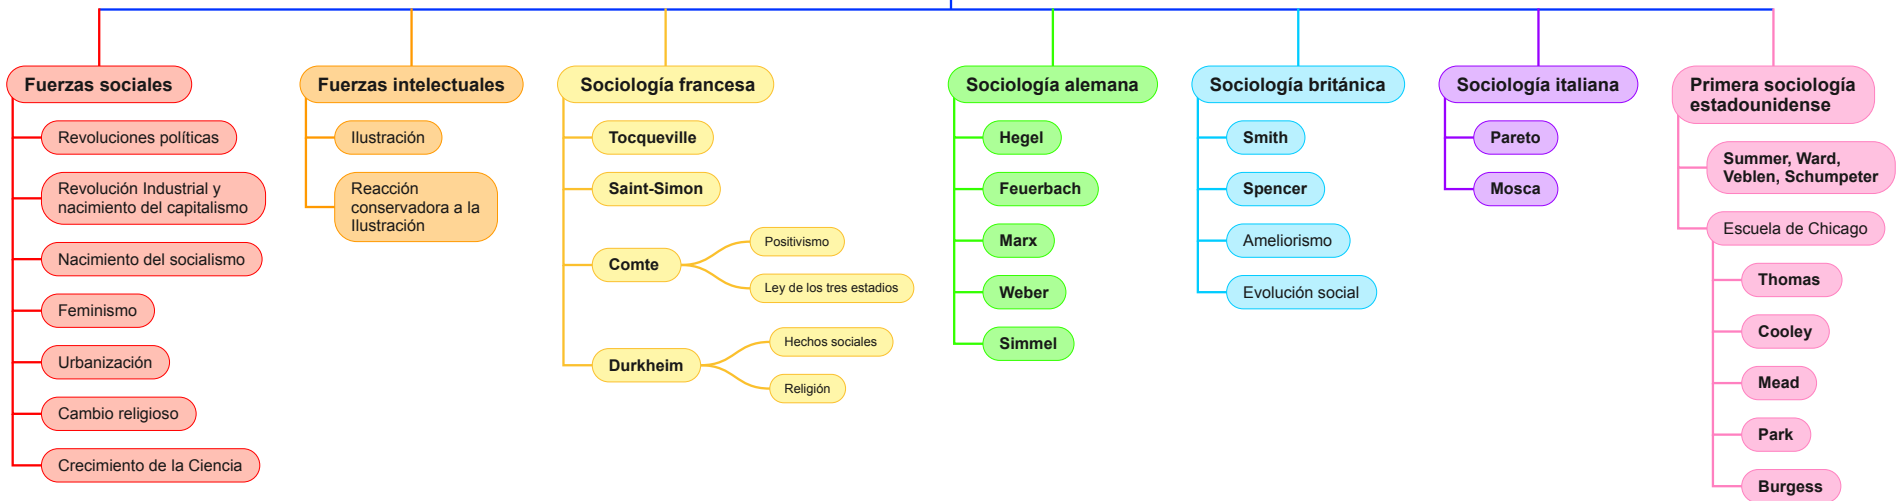 Fuerzas sociales
Revoluciones políticas
Revolución Industrial y
nacimiento del capitalismo
Nacimiento del socialismo
Feminismo
Urbanización
Cambio religioso
Crecimiento de la Ciencia
Fuerzas intelectuales
Ilustración
Reacción
conservadora a la
Ilustración
Sociología francesa
Tocqueville
Saint-Simon
Comte
Positivismo
Ley de los tres estadios
Durkheim
Hechos sociales
Religión
Sociología alemana
Hegel
Feuerbach
Marx
Weber
Simmel
Sociología británica
Smith
Spencer
Ameliorismo
Evolución social
Sociología italiana
Pareto
Mosca
Primera sociología
estadounidense
Summer, Ward,
Veblen, Schumpeter
Escuela de Chicago
Thomas
Cooley
Mead
Park
Burgess